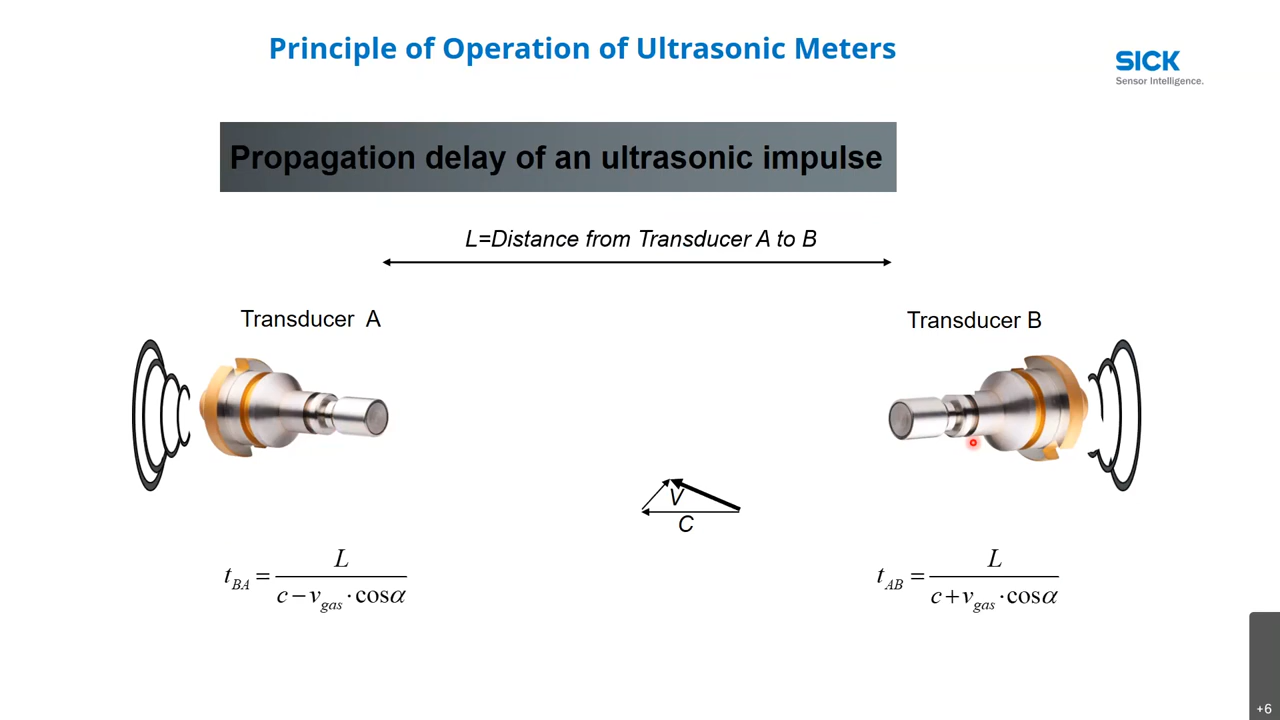 Principle of Operation of Ultrasonic Meters
SICK
Sensor Intelligence.
Propagation delay of an ultrasonic impulse
L=Distance from Transducer A to B
Transducer A
Transducer B
V
C
t_BA = L / (c − v_gas · cosα)
t_AB = L / (c + v_gas · cosα)
+6